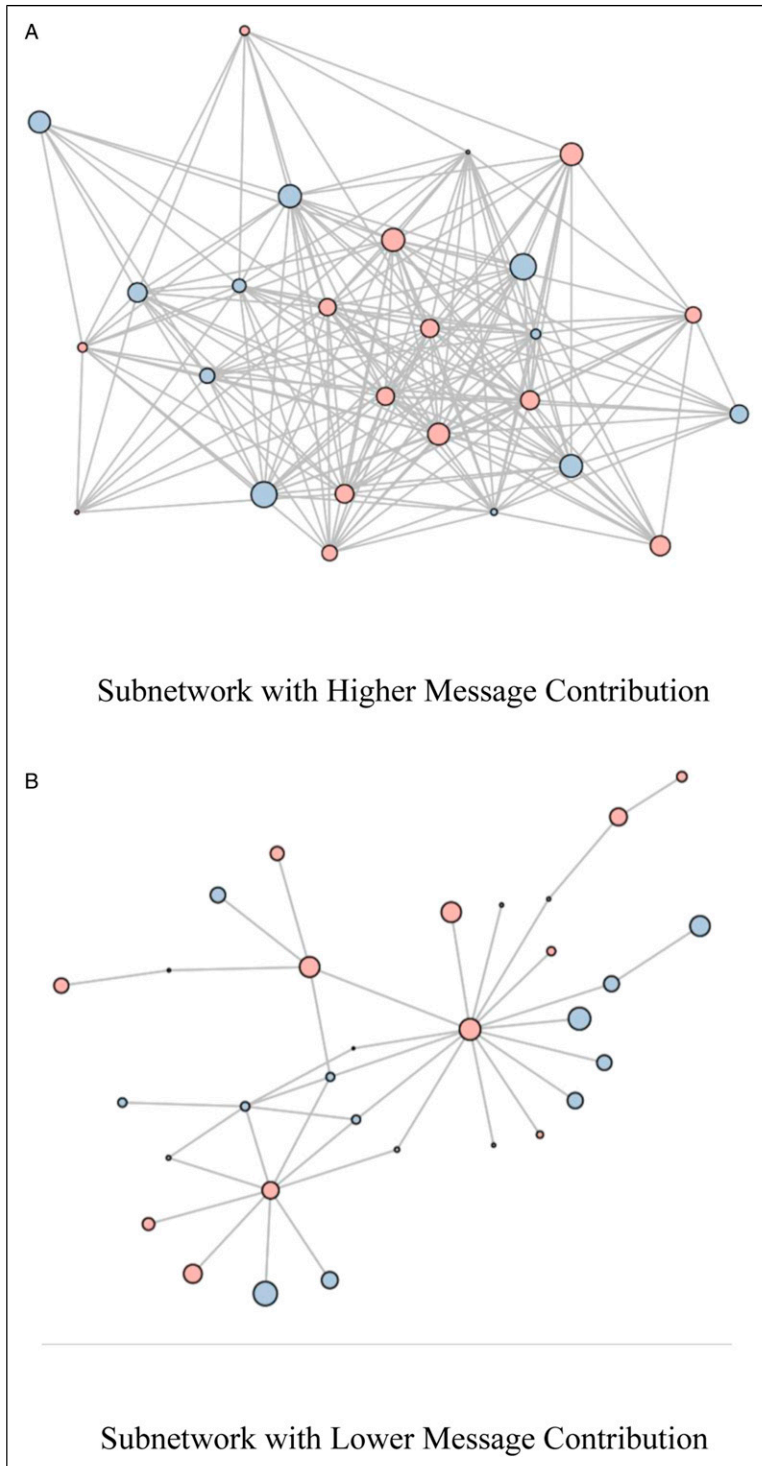 A
Subnetwork with Higher Message Contribution
B
Subnetwork with Lower Message Contribution